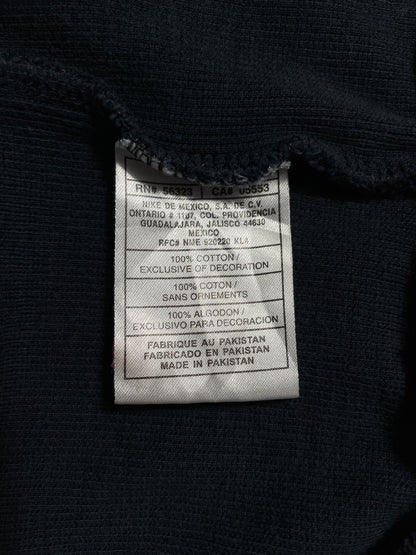 RN# 56323 CA# 05553
NIKE DE MEXICO, S.A. DE C.V.
ONTARIO # 1107, COL. PROVIDENCIA
GUADALAJARA, JALISCO 44630
MEXICO
RFC# NME 920220 KL4
100% COTTON /
EXCLUSIVE OF DECORATION
100% COTON /
SANS ORNEMENTS
100% ALGODON /
EXCLUSIVO PARA DECORACION
FABRIQUE AU PAKISTAN
FABRICADO EN PAKISTAN
MADE IN PAKISTAN